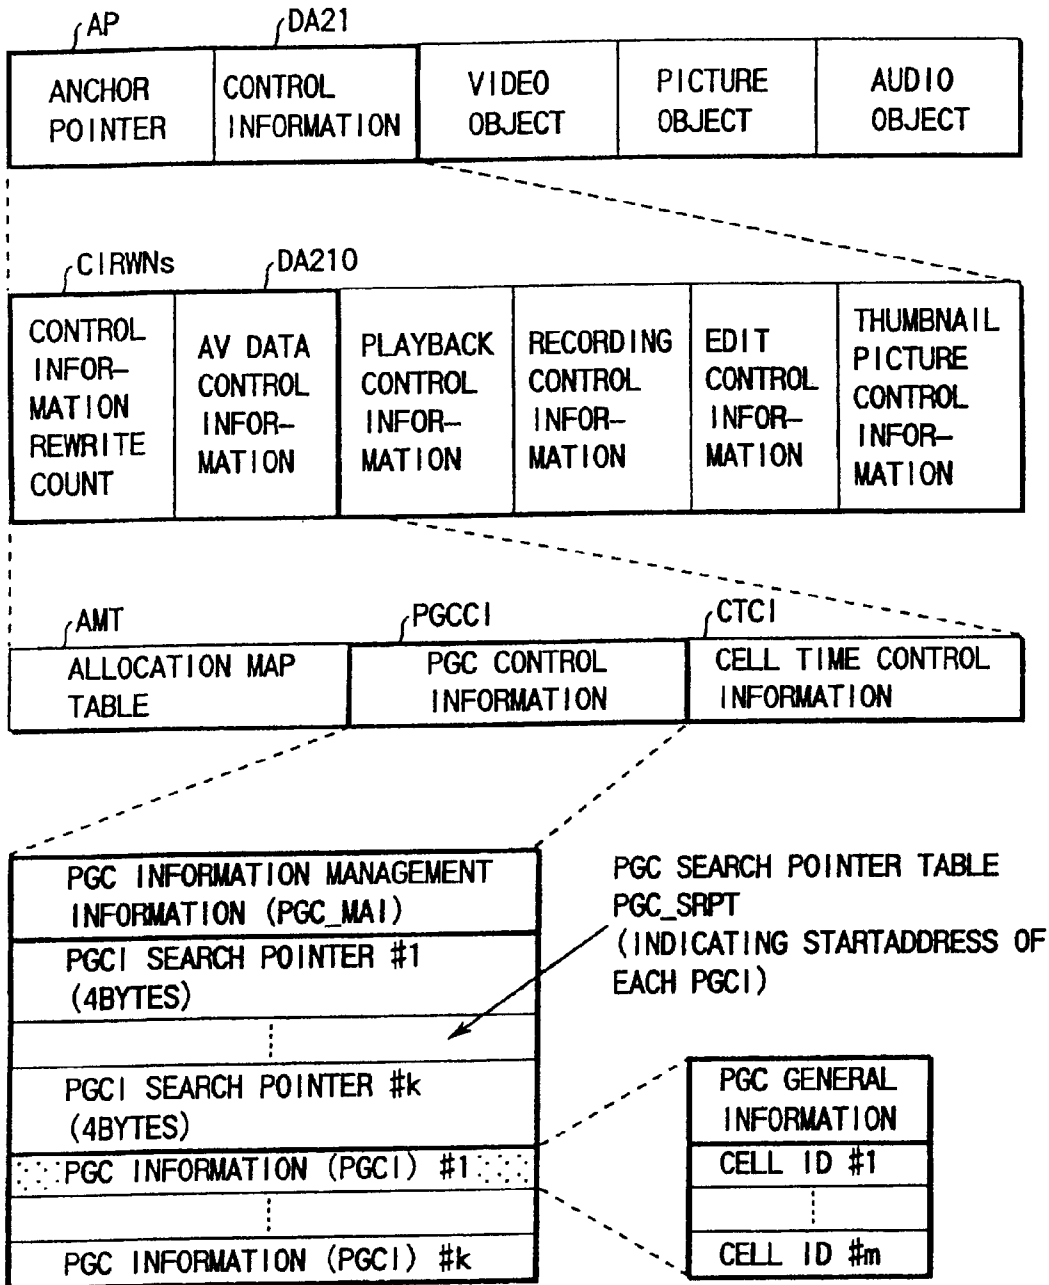 AP
DA21
ANCHOR
POINTER
CONTROL
INFORMATION
VIDEO
OBJECT
PICTURE
OBJECT
AUDIO
OBJECT
CIRWNs
DA210
CONTROL
INFOR-
MATION
REWRITE
COUNT
AV DATA
CONTROL
INFOR-
MATION
PLAYBACK
CONTROL
INFOR-
MATION
RECORDING
CONTROL
INFOR-
MATION
EDIT
CONTROL
INFOR-
MATION
THUMBNAIL
PICTURE
CONTROL
INFOR-
MATION
AMT
PGCCI
CTCI
ALLOCATION MAP
TABLE
PGC CONTROL
INFORMATION
CELL TIME CONTROL
INFORMATION
PGC INFORMATION MANAGEMENT
INFORMATION (PGC_MAI)
PGCI SEARCH POINTER #1
(4BYTES)
PGCI SEARCH POINTER #k
(4BYTES)
PGC INFORMATION (PGCI) #1
PGC INFORMATION (PGCI) #k
PGC SEARCH POINTER TABLE
PGC_SRPT
(INDICATING STARTADDRESS OF
EACH PGCI)
PGC GENERAL
INFORMATION
CELL ID #1
CELL ID #m